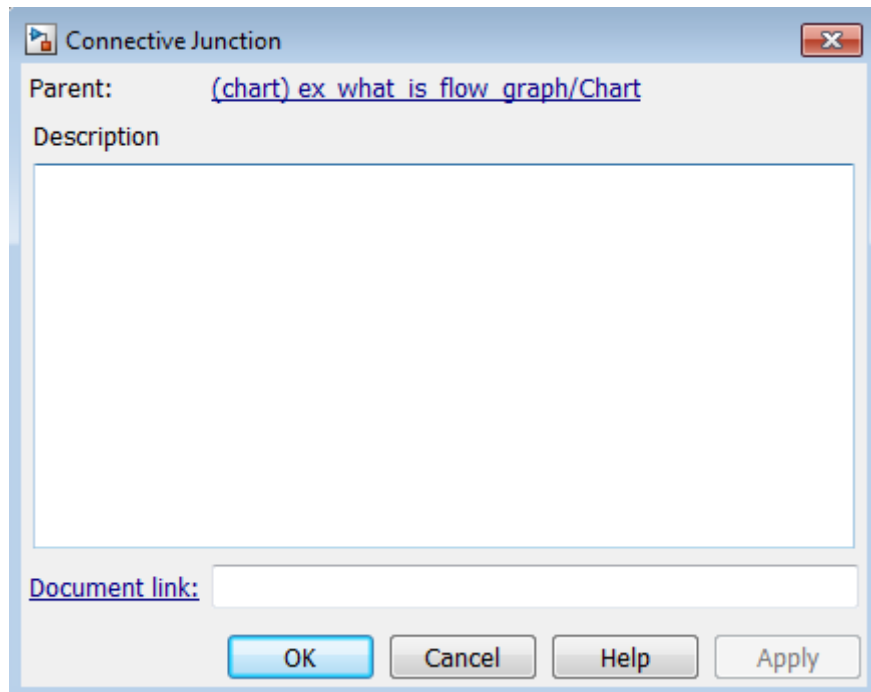 Connective Junction
Parent: (chart) ex_what_is_flow_graph/Chart
Description
Document link:
OK Cancel Help Apply